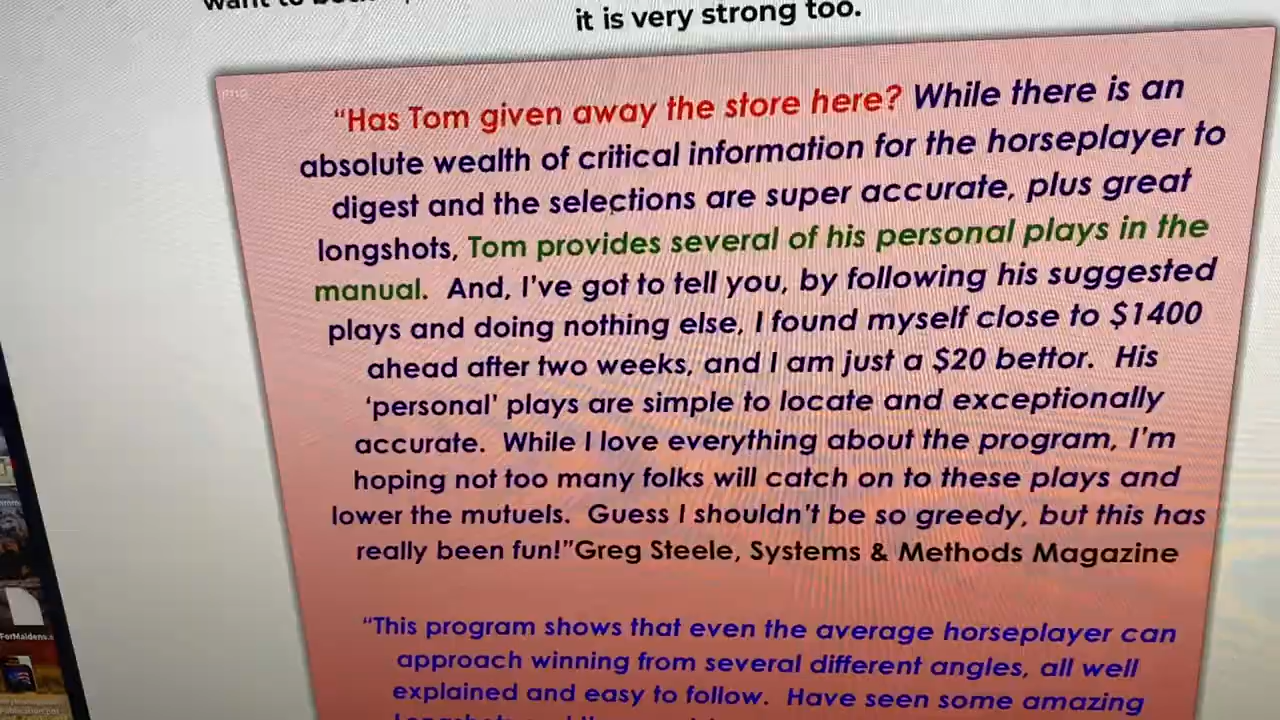 want to
it is very strong too.
“Has Tom given away the store here? While there is an
absolute wealth of critical information for the horseplayer to
digest and the selections are super accurate, plus great
longshots, Tom provides several of his personal plays in the
manual.  And, I’ve got to tell you, by following his suggested
plays and doing nothing else, I found myself close to $1400
ahead after two weeks, and I am just a $20 bettor.  His
‘personal’ plays are simple to locate and exceptionally
accurate.  While I love everything about the program, I’m
hoping not too many folks will catch on to these plays and
lower the mutuels.  Guess I shouldn’t be so greedy, but this has
really been fun!”Greg Steele, Systems & Methods Magazine
“This program shows that even the average horseplayer can
approach winning from several different angles, all well
explained and easy to follow.  Have seen some amazing
ForMaidens.